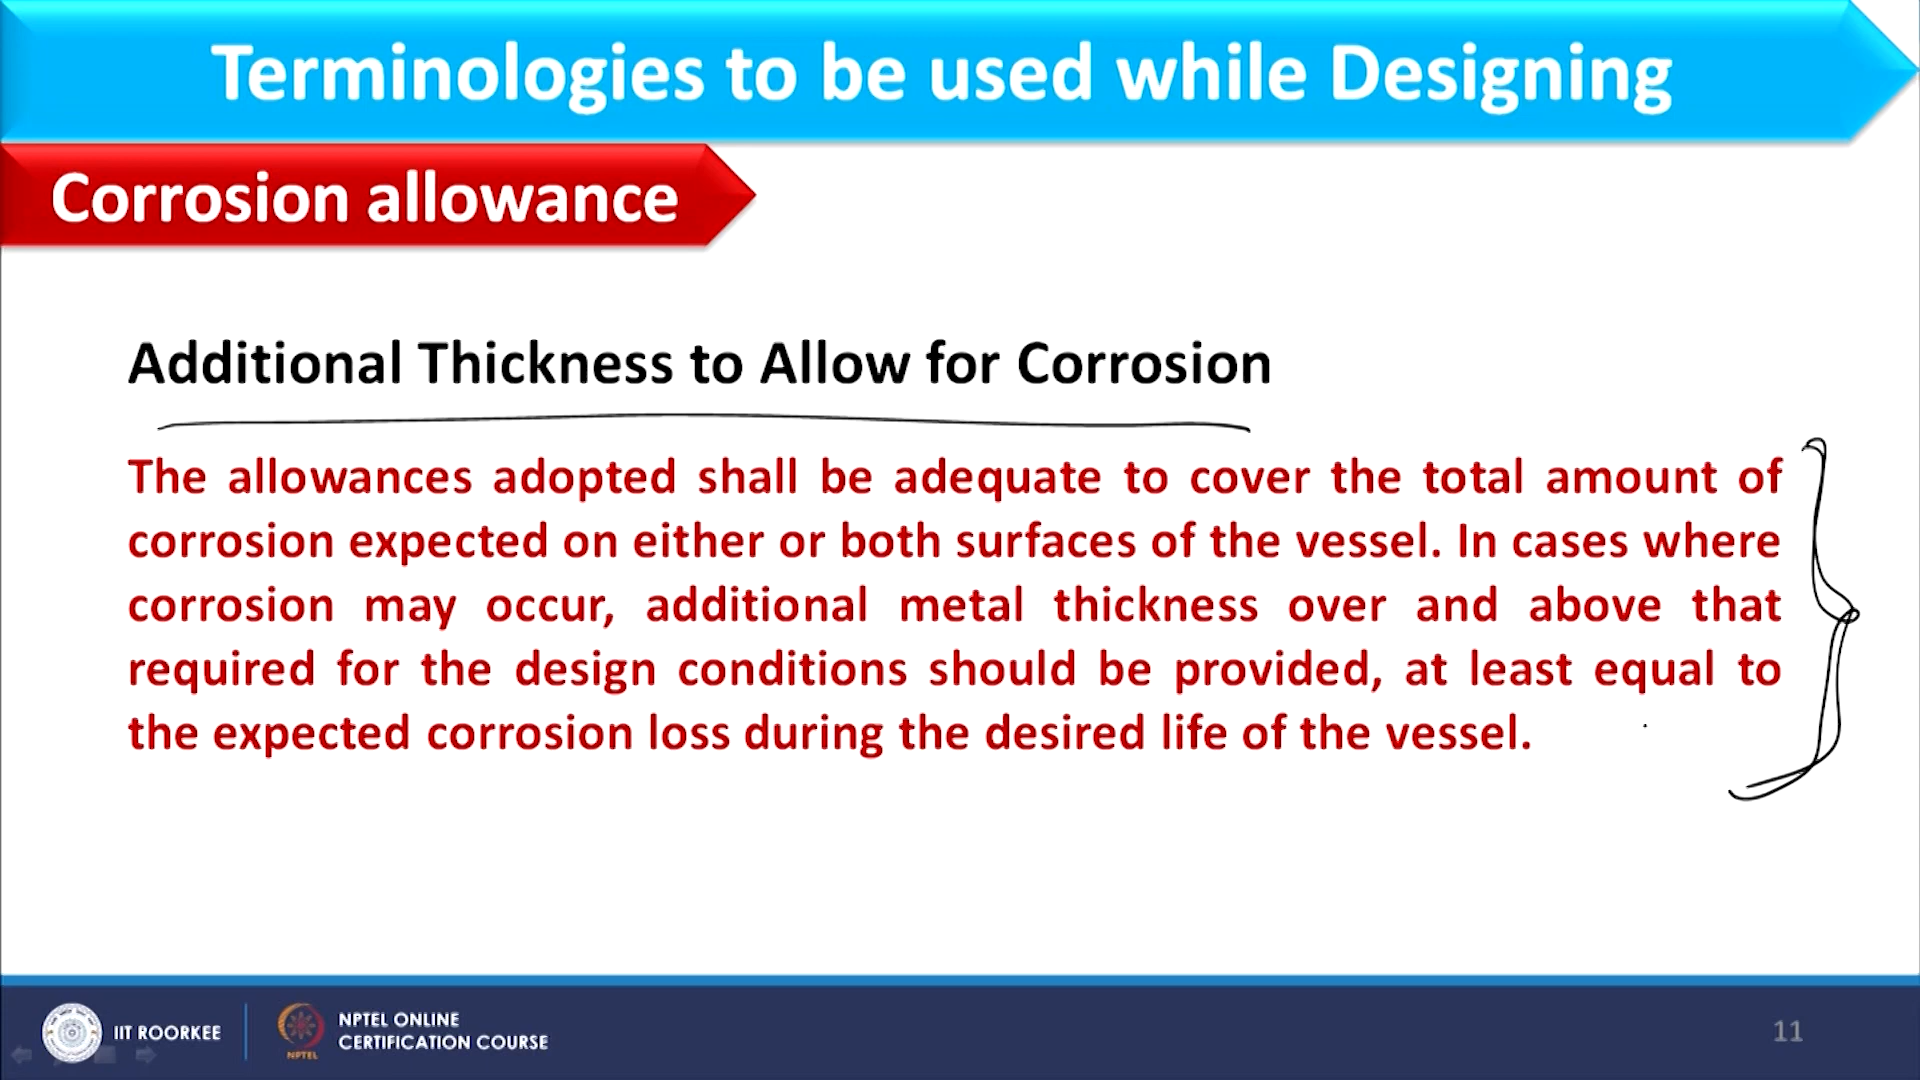 Terminologies to be used while Designing
Corrosion allowance
Additional Thickness to Allow for Corrosion
The allowances adopted shall be adequate to cover the total amount of
corrosion expected on either or both surfaces of the vessel. In cases where
corrosion may occur, additional metal thickness over and above that
required for the design conditions should be provided, at least equal to
the expected corrosion loss during the desired life of the vessel.
IIT ROORKEE
NPTEL
NPTEL ONLINE
CERTIFICATION COURSE
11